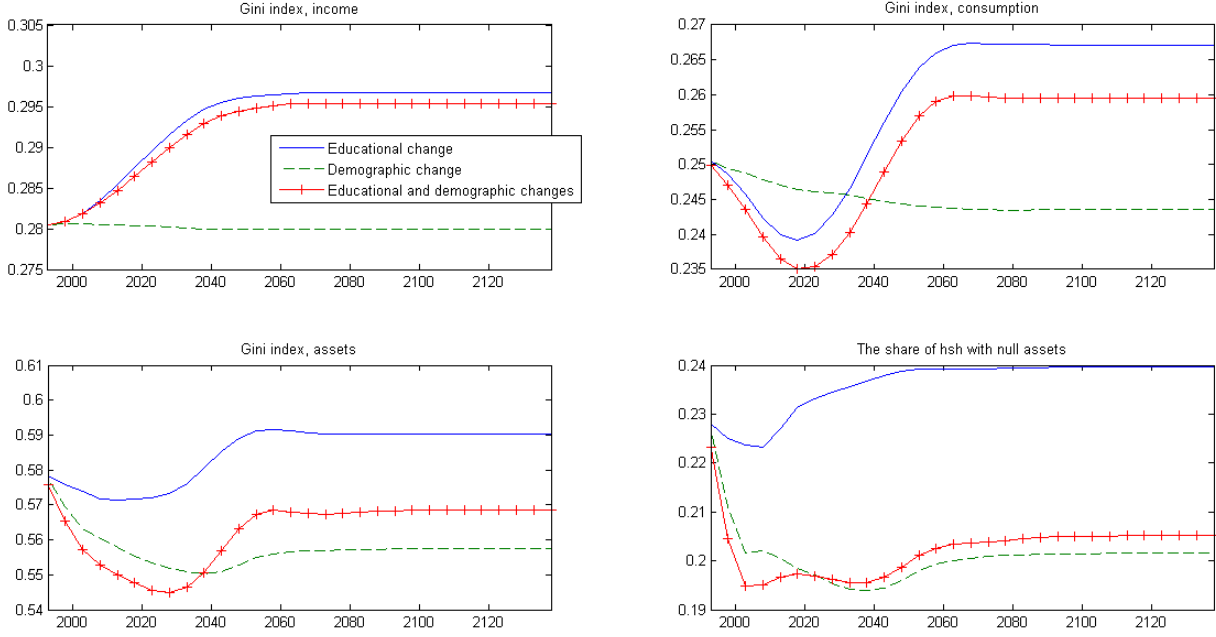 Gini index, income
0.305
0.3
0.295
0.29
0.285
0.28
0.275
2000 2020 2040 2060 2080 2100 2120
Educational change
Demographic change
Educational and demographic changes
Gini index, consumption
0.27
0.265
0.26
0.255
0.25
0.245
0.24
0.235
2000 2020 2040 2060 2080 2100 2120
Gini index, assets
0.61
0.6
0.59
0.58
0.57
0.56
0.55
0.54
2000 2020 2040 2060 2080 2100 2120
The share of hsh with null assets
0.24
0.23
0.22
0.21
0.2
0.19
2000 2020 2040 2060 2080 2100 2120